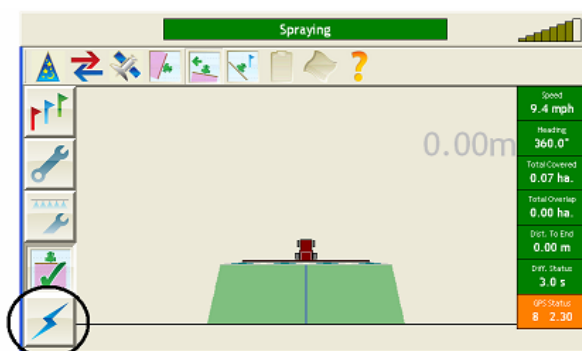 Spraying
?
0.00m
Speed
9.4 mph
Heading
360.0°
Total Covered
0.07 ha.
Total Overlap
0.00 ha.
Dist. To End
0.00 m
Diff. Status
3.0 s
GPS Status
8 2.30